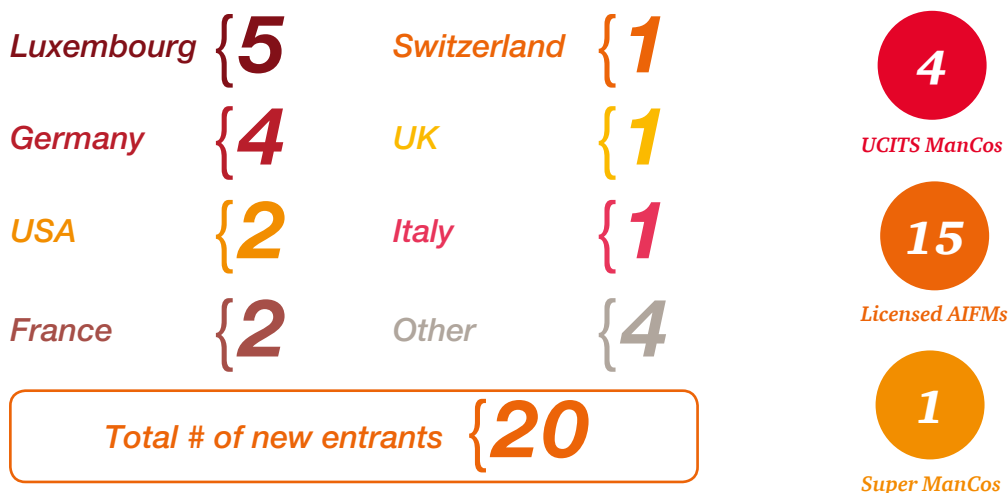 Luxembourg {5
Switzerland {1
Germany {4
UK {1
USA {2
Italy {1
France {2
Other {4
Total # of new entrants {20
4
UCITS ManCos
15
Licensed AIFMs
1
Super ManCos